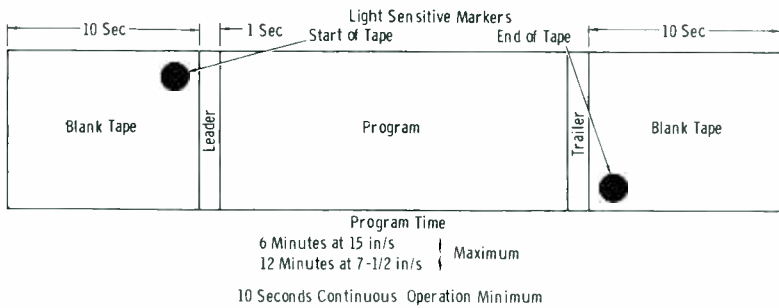 Light Sensitive Markers
10 Sec
1 Sec
Start of Tape
End of Tape
10 Sec
Blank Tape
Leader
Program
Trailer
Blank Tape
Program Time
6 Minutes at 15 in/s
12 Minutes at 7-1/2 in/s
Maximum
10 Seconds Continuous Operation Minimum